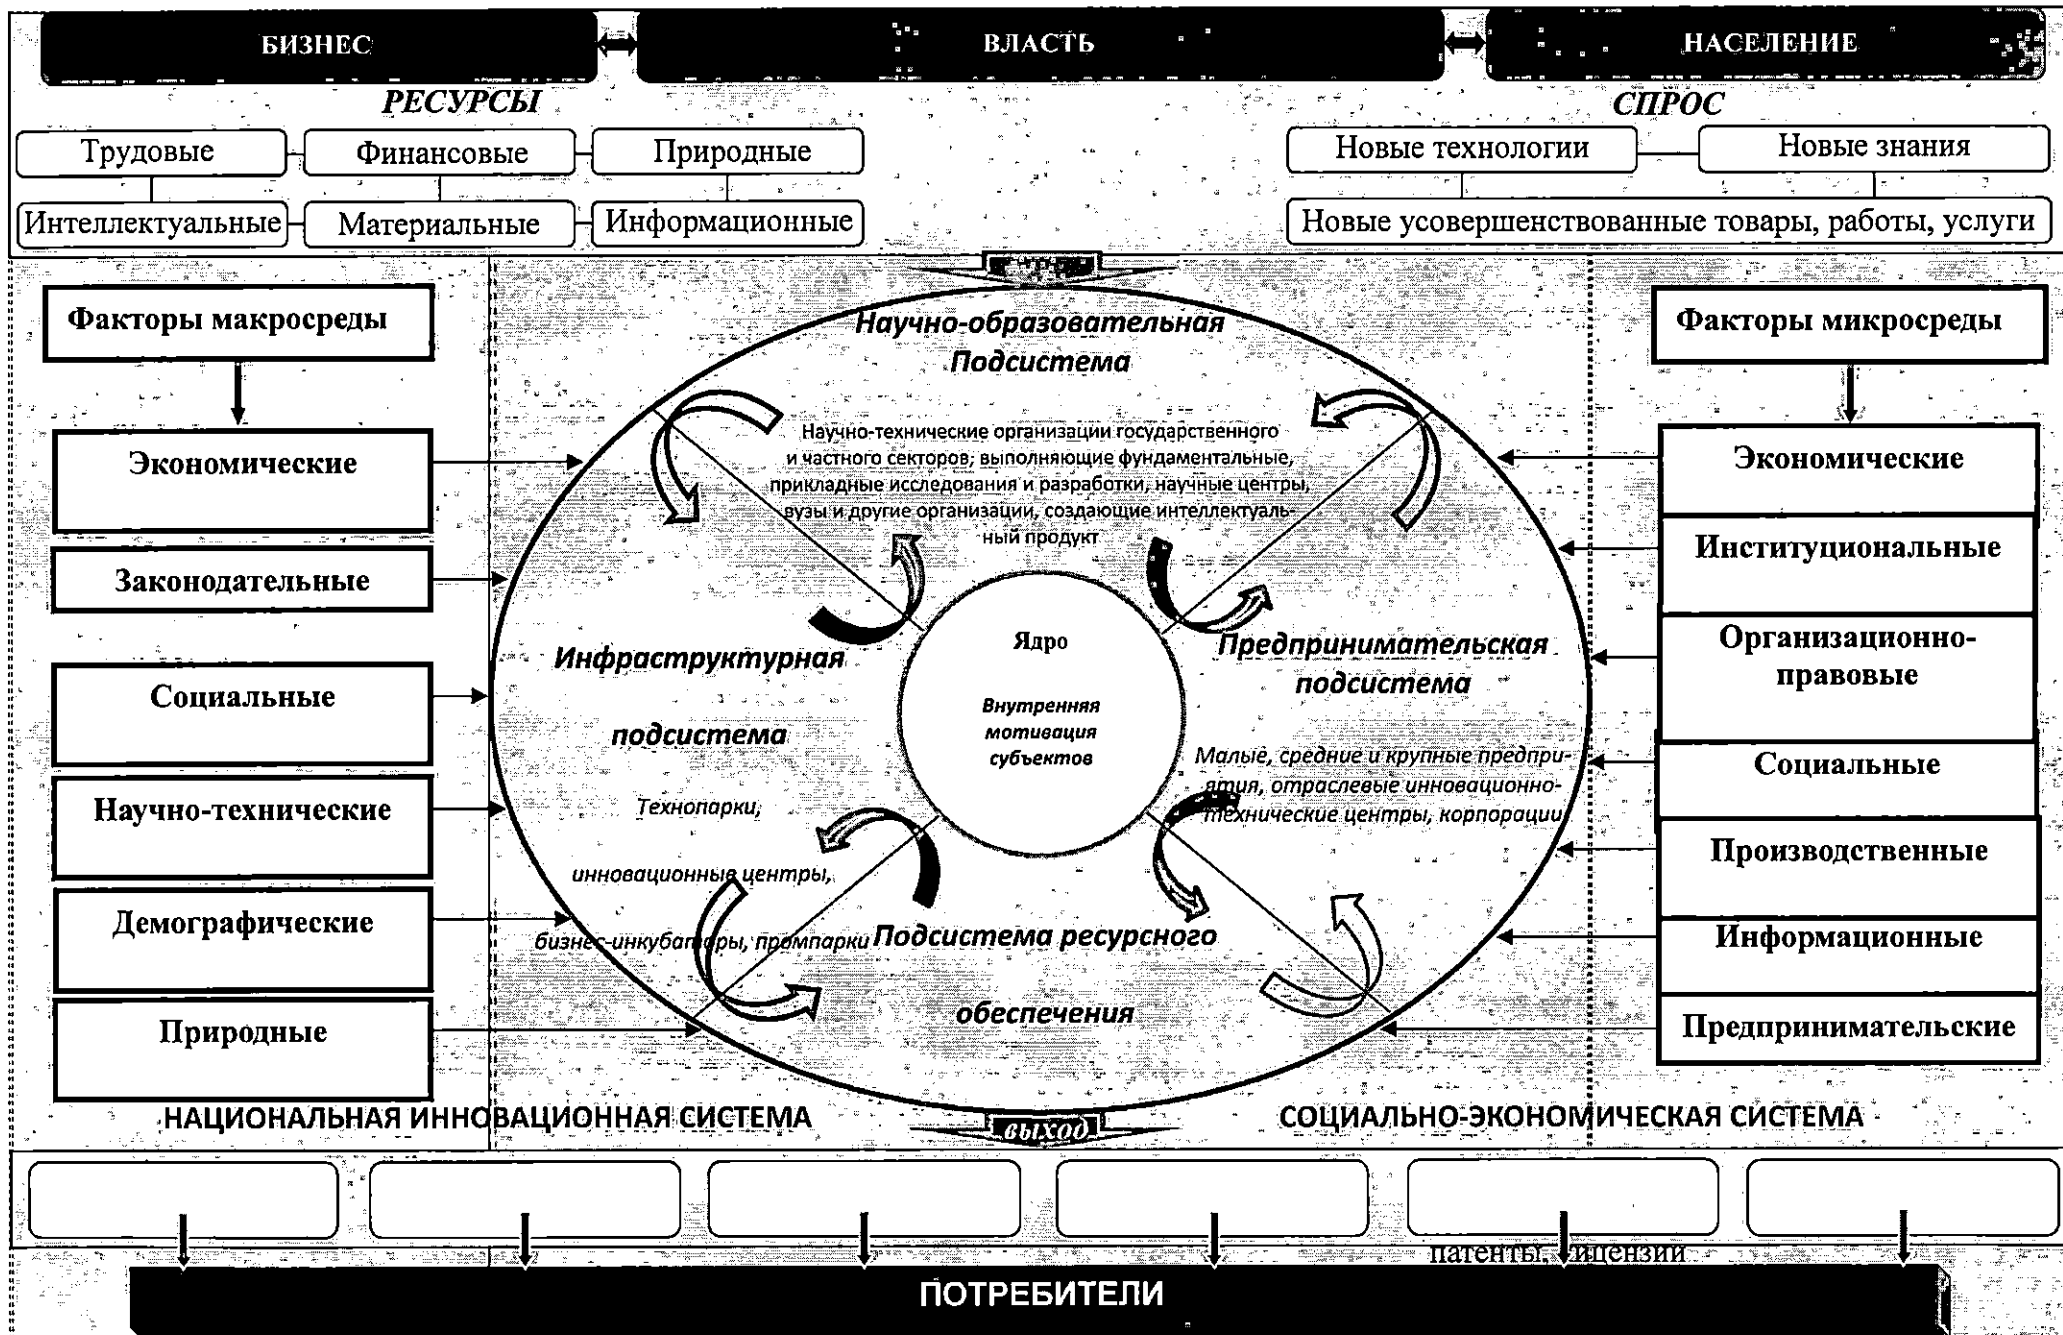 БИЗНЕС
ВЛАСТЬ
НАСЕЛЕНИЕ
РЕСУРСЫ
СПРОС
Трудовые
Финансовые
Природные
Новые технологии
Новые знания
Интеллектуальные
Материальные
Информационные
Новые усовершенствованные товары, работы, услуги
Факторы макросреды
Экономические
Законодательные
Социальные
Научно-технические
Демографические
Природные
Научно-образовательная
Подсистема
Научно-технические организации государственного
и частного секторов, выполняющие фундаментальные,
прикладные исследования и разработки, научные центры,
вузы и другие организации, создающие интеллектуаль-
ный продукт
Инфраструктурная
подсистема
Технопарки,
инновационные центры,
бизнес-инкубаторы, промпарки
Ядро
Внутренняя
мотивация
субъектов
Предпринимательская
подсистема
Малые, средние и крупные предпри-
ятия, отраслевые инновационно-
технические центры, корпорации
Подсистема ресурсного
обеспечения
Факторы микросреды
Экономические
Институциональные
Организационно-
правовые
Социальные
Производственные
Информационные
Предпринимательские
НАЦИОНАЛЬНАЯ ИННОВАЦИОННАЯ СИСТЕМА
выход
СОЦИАЛЬНО-ЭКОНОМИЧЕСКАЯ СИСТЕМА
патенты, лицензии
ПОТРЕБИТЕЛИ